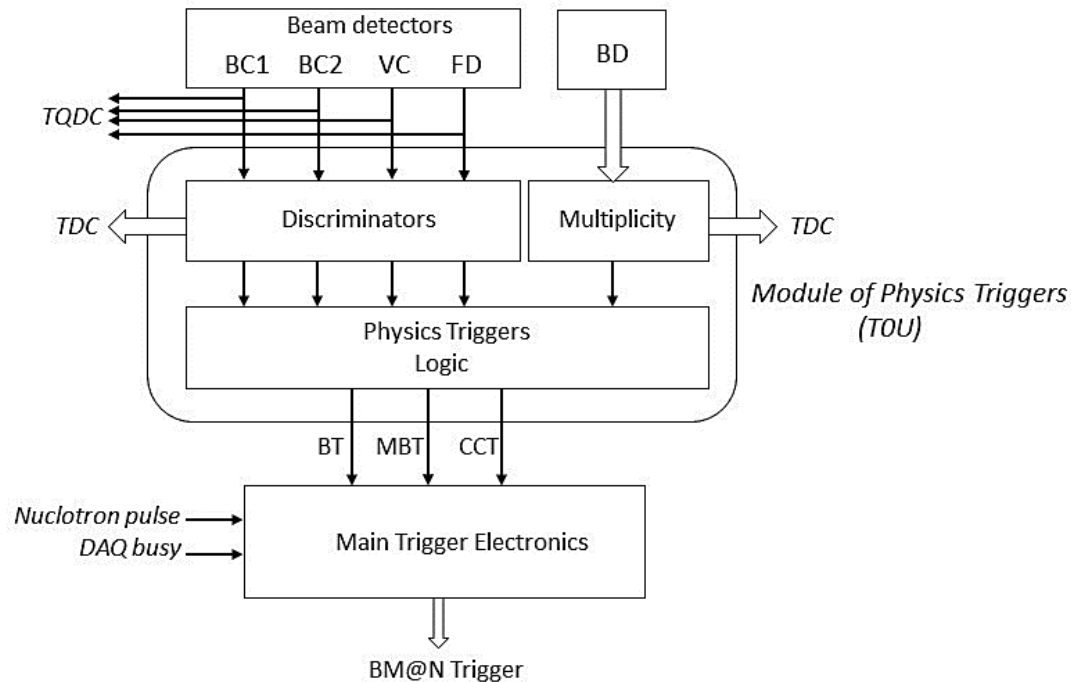 Beam detectors
BD
BC1 BC2 VC FD
TQDC
TDC
Discriminators
Multiplicity
TDC
Module of Physics Triggers
(T0U)
Physics Triggers
Logic
BT MBT CCT
Nuclotron pulse
DAQ busy
Main Trigger Electronics
BM@N Trigger